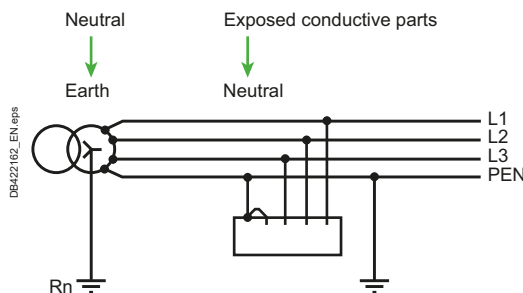 Neutral
Exposed conductive parts
Earth
Neutral
DB422162_EN.eps
L1
L2
L3
PEN
Rn